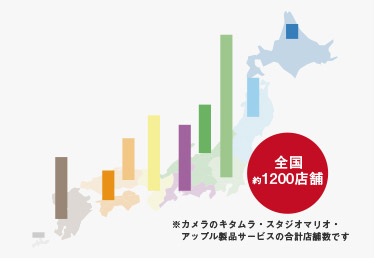 全国
約1200店舗
※カメラのキタムラ・スタジオマリオ・
アップル製品サービスの合計店舗数です